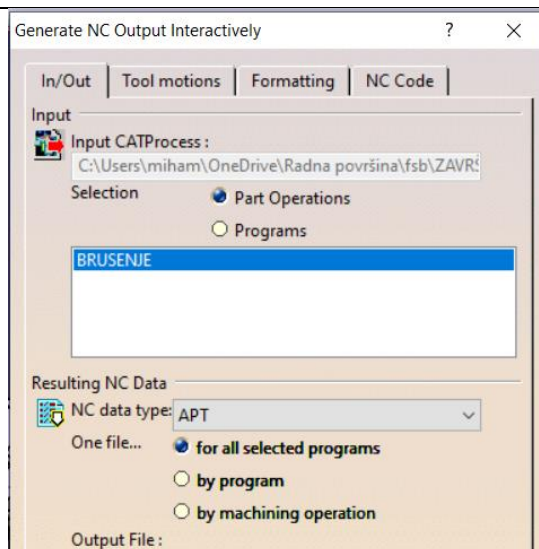 Generate NC Output Interactively ? X
In/Out Tool motions Formatting NC Code
Input
Input CATProcess :
C:\Users\miham\OneDrive\Radna površina\fsb\ZAVRŠ
Selection Part Operations
Programs
BRUSENJE
Resulting NC Data
NC data type: APT
One file... for all selected programs
by program
by machining operation
Output File :